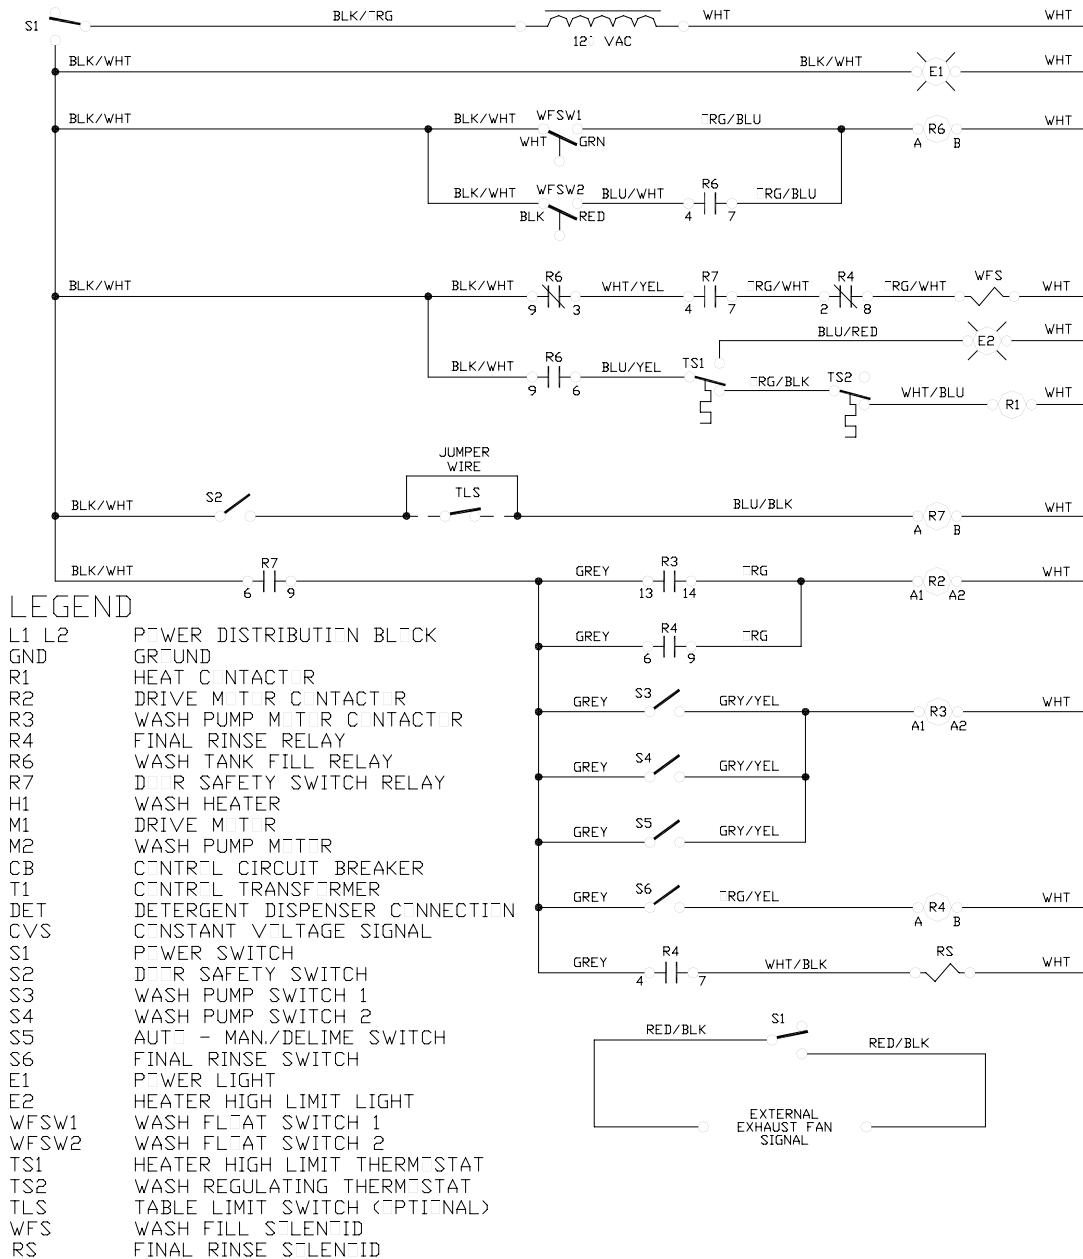 S1 BLK/ORG WHT WHT
120 VAC
BLK/WHT BLK/WHT E1 WHT
BLK/WHT BLK/WHT WFSW1 ORG/BLU R6 WHT
WHT GRN A B
BLK/WHT WFSW2 BLU/WHT R6 ORG/BLU
BLK RED 4 7
BLK/WHT BLK/WHT R6 WHT/YEL R7 ORG/WHT R4 ORG/WHT WFS WHT
9 3 4 7 2 8
BLU/RED E2 WHT
BLK/WHT R6 BLU/YEL TS1 ORG/BLK TS2 WHT/BLU R1 WHT
9 6
JUMPER
WIRE
BLK/WHT S2 TLS BLU/BLK R7 WHT
A B
BLK/WHT R7 GREY R3 ORG R2 WHT
6 9 13 14 A1 A2
GREY R4 ORG
6 9
GREY S3 GRY/YEL R3 WHT
A1 A2
GREY S4 GRY/YEL
GREY S5 GRY/YEL
GREY S6 ORG/YEL R4 WHT
A B
GREY R4 WHT/BLK RS WHT
4 7
RED/BLK S1 RED/BLK
EXTERNAL
EXHAUST FAN
SIGNAL
LEGEND
L1 L2 POWER DISTRIBUTION BLOCK
GND GROUND
R1 HEAT CONTACTOR
R2 DRIVE MOTOR CONTACTOR
R3 WASH PUMP MOTOR CONTACTOR
R4 FINAL RINSE RELAY
R6 WASH TANK FILL RELAY
R7 DOOR SAFETY SWITCH RELAY
H1 WASH HEATER
M1 DRIVE MOTOR
M2 WASH PUMP MOTOR
CB CONTROL CIRCUIT BREAKER
T1 CONTROL TRANSFORMER
DET DETERGENT DISPENSER CONNECTION
CVS CONSTANT VOLTAGE SIGNAL
S1 POWER SWITCH
S2 DOOR SAFETY SWITCH
S3 WASH PUMP SWITCH 1
S4 WASH PUMP SWITCH 2
S5 AUTO - MAN./DELIME SWITCH
S6 FINAL RINSE SWITCH
E1 POWER LIGHT
E2 HEATER HIGH LIMIT LIGHT
WFSW1 WASH FLOAT SWITCH 1
WFSW2 WASH FLOAT SWITCH 2
TS1 HEATER HIGH LIMIT THERMOSTAT
TS2 WASH REGULATING THERMOSTAT
TLS TABLE LIMIT SWITCH (OPTIONAL)
WFS WASH FILL SOLENOID
RS FINAL RINSE SOLENOID